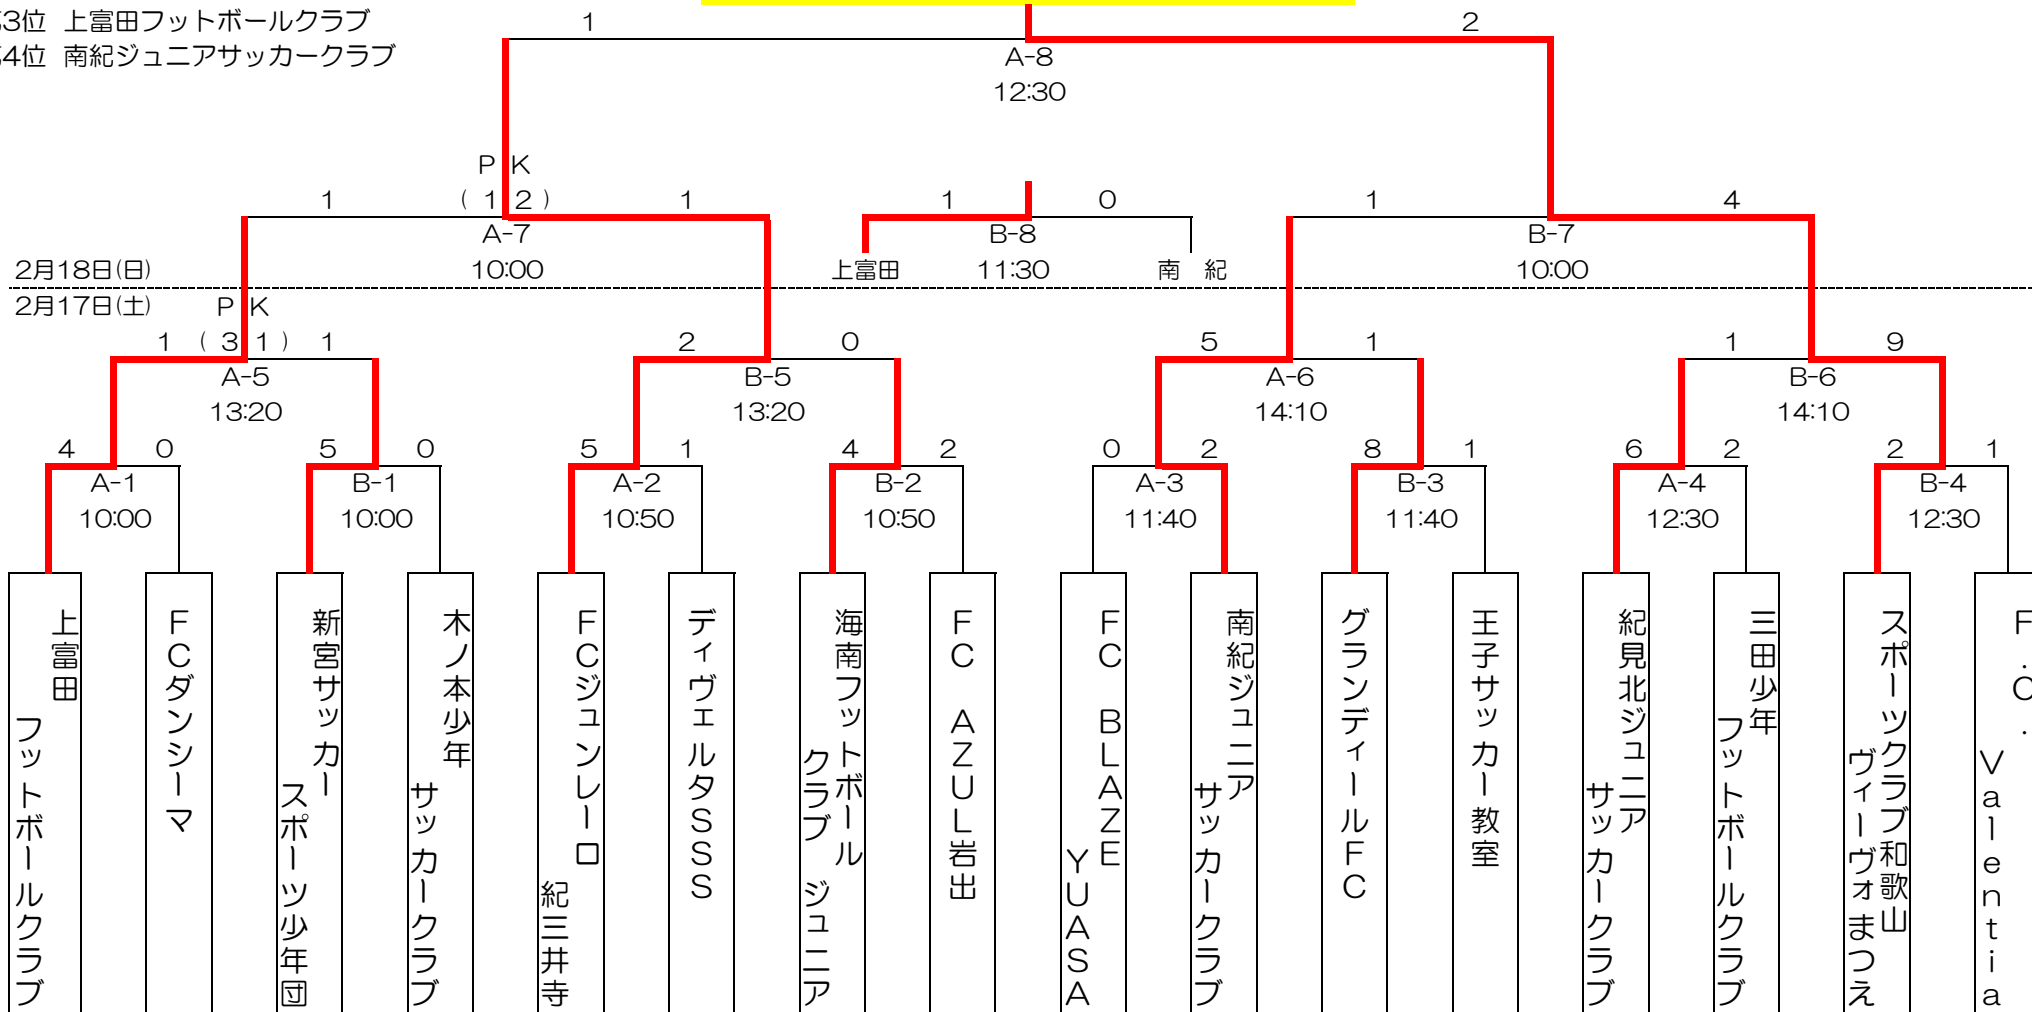 3位 上富田フットボールクラブ
4位 南紀ジュニアサッカークラブ
1 2
A-8
12:30
PK
1 (1 2) 1 1 0 1 4
A-7 B-8 B-7
2月18日(日) 10:00 上富田 11:30 南 紀 10:00
2月17日(土) PK
1 (3 1) 1 2 0 5 1 1 9
A-5 B-5 A-6 B-6
13:20 13:20 14:10 14:10
4 0 5 0 5 1 4 2 0 2 8 1 6 2 2 1
A-1 B-1 A-2 B-2 A-3 B-3 A-4 B-4
10:00 10:00 10:50 10:50 11:40 11:40 12:30 12:30
上富田
フットボールクラブ
FCダンシーマ
新宮サッカー
スポーツ少年団
木ノ本少年
サッカークラブ
FCジュンレーロ
紀三井寺
ディヴェルタSSS
海南フットボール
クラブ ジュニア
FC AZUL岩出
FC BLAZE
YUASA
南紀ジュニア
サッカークラブ
グランディールFC
王子サッカー教室
紀見北ジュニア
サッカークラブ
三田少年
フットボールクラブ
スポーツクラブ和歌山
ヴィーヴォまつえ
F.C.
Valentia